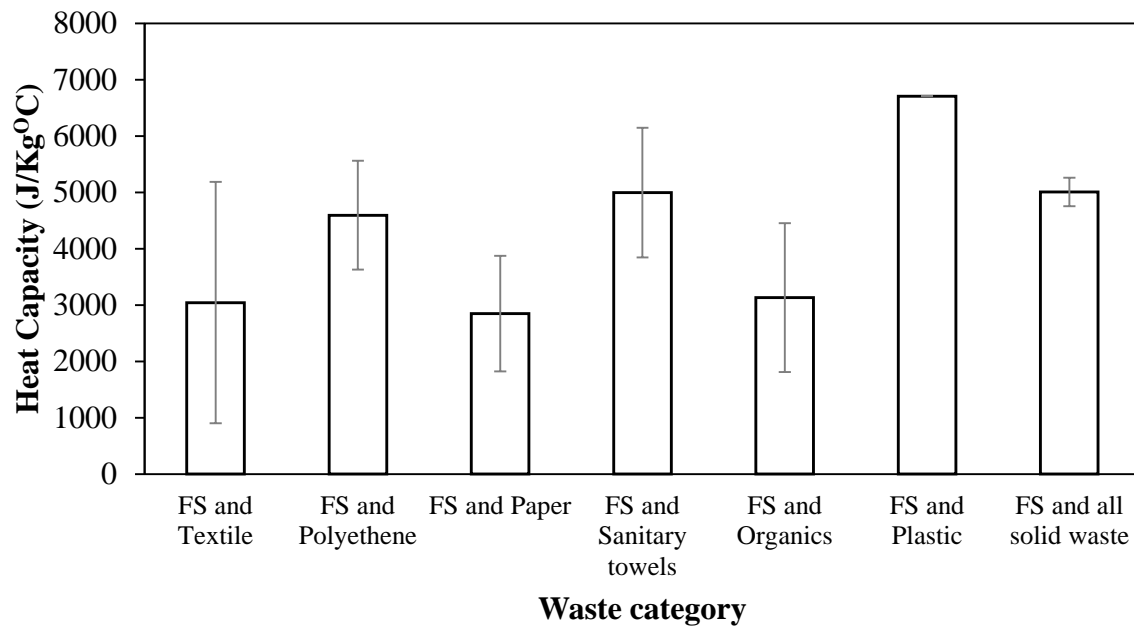 Heat Capacity (J/Kg⁰C)
8000
7000
6000
5000
4000
3000
2000
1000
0
FS and Textile
FS and Polyethene
FS and Paper
FS and Sanitary towels
FS and Organics
FS and Plastic
FS and all solid waste
Waste category